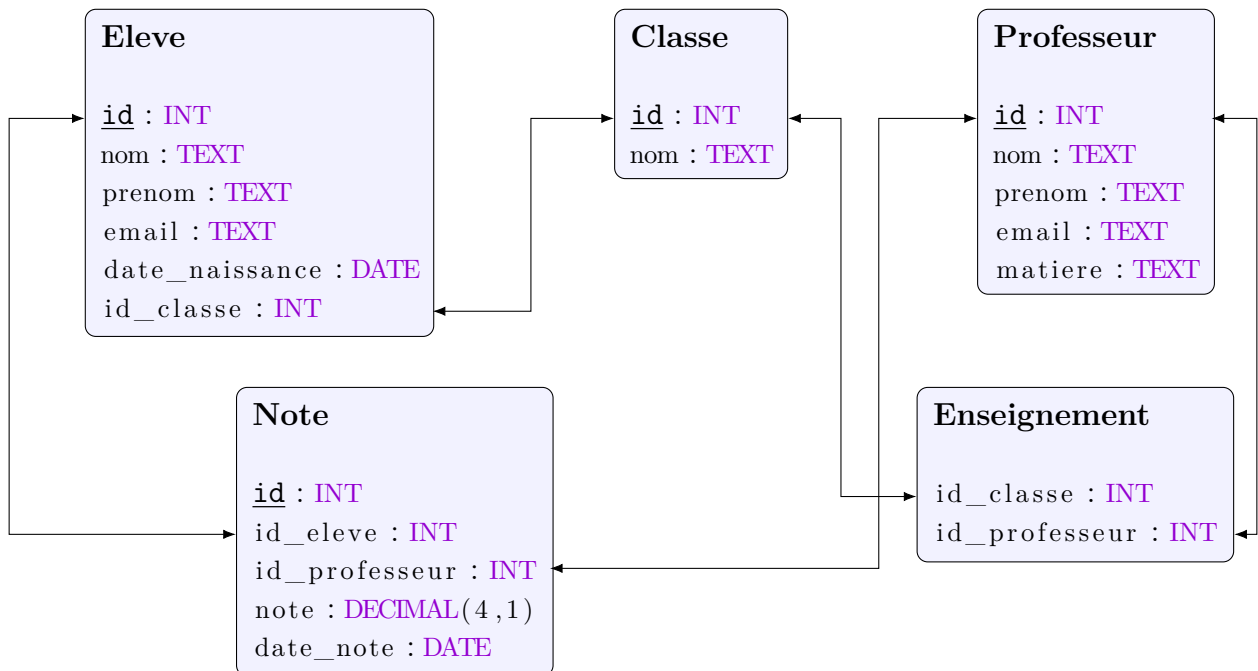 Eleve
id : INT
nom : TEXT
prenom : TEXT
email : TEXT
date_naissance : DATE
id_classe : INT
Classe
id : INT
nom : TEXT
Professeur
id : INT
nom : TEXT
prenom : TEXT
email : TEXT
matiere : TEXT
Note
id : INT
id_eleve : INT
id_professeur : INT
note : DECIMAL(4,1)
date_note : DATE
Enseignement
id_classe : INT
id_professeur : INT